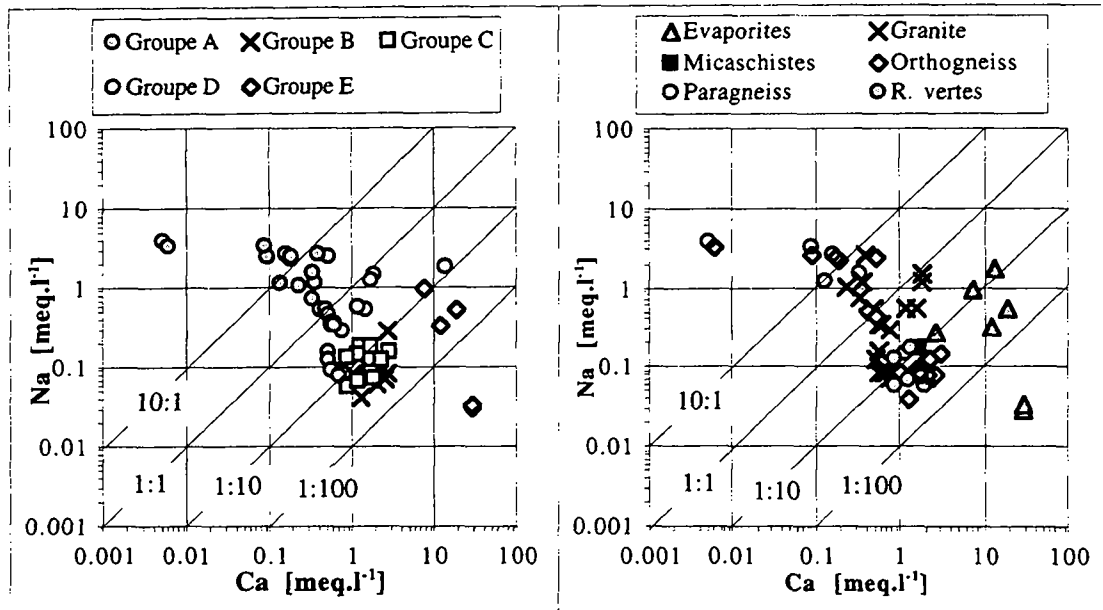 Groupe A Groupe B Groupe C
Groupe D Groupe E
100
10
1
0.1
0.01
0.001
Na [meq.l⁻¹]
10:1
1:1
1:10
1:100
0.001 0.01 0.1 1 10 100
Ca [meq.l⁻¹]
Evaporites Granite
Micaschistes Orthogneiss
Paragneiss R. vertes
100
10
1
0.1
0.01
0.001
Na [meq.l⁻¹]
10:1
1:1
1:10
1:100
0.001 0.01 0.1 1 10 100
Ca [meq.l⁻¹]